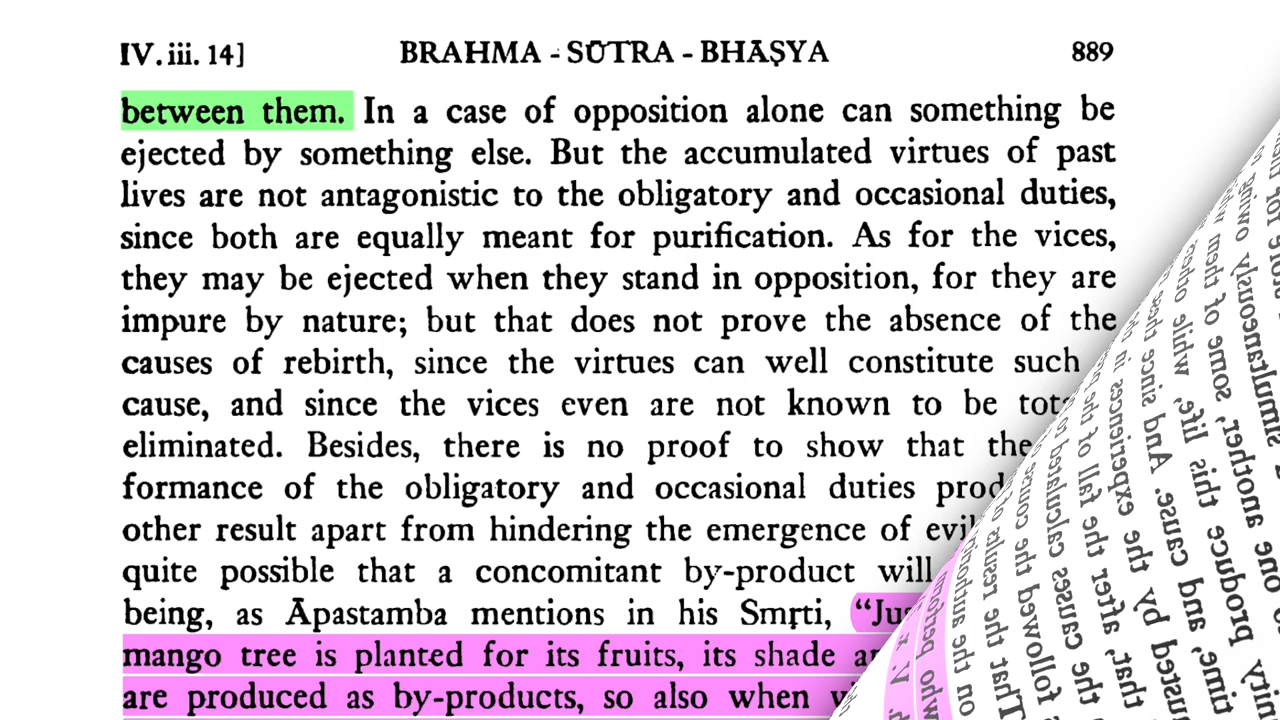 IV. iii. 14] BRAHMA - SŪTRA - BHĀṢYA 889
between them. In a case of opposition alone can something be
ejected by something else. But the accumulated virtues of past
lives are not antagonistic to the obligatory and occasional duties,
since both are equally meant for purification. As for the vices,
they may be ejected when they stand in opposition, for they are
impure by nature; but that does not prove the absence of the
causes of rebirth, since the virtues can well constitute such
cause, and since the vices even are not known to be
eliminated. Besides, there is no proof to show that
formance of the obligatory and occasional duties
other result apart from hindering the emergence of
quite possible that a concomitant by-product will
being, as Āpastamba mentions in his Smṛti,
mango tree is planted for its fruits, its shade
are produced as by-products, so also when